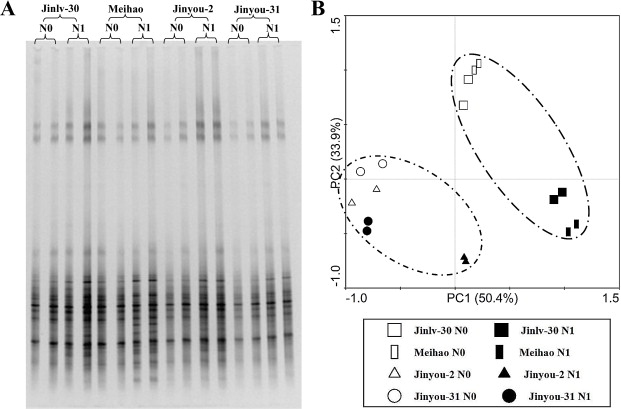 A
Jinlv-30 Meihao Jinyou-2 Jinyou-31
N0 N1 N0 N1 N0 N1 N0 N1
B
1.5
PC2 (33.9%)
-1.0
-1.0 PC1 (50.4%) 1.5
Jinlv-30 N0 Jinlv-30 N1
Meihao N0 Meihao N1
Jinyou-2 N0 Jinyou-2 N1
Jinyou-31 N0 Jinyou-31 N1